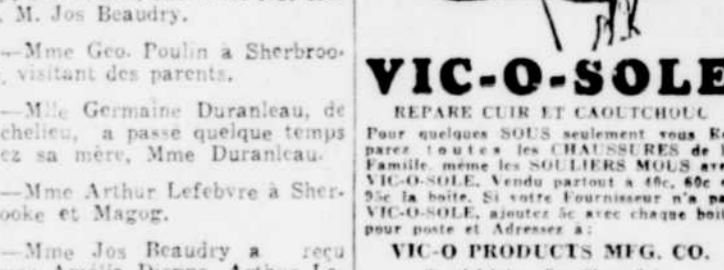 M. Jos Beaudry.
—Mme Geo. Poulin à Sherbroo-
visitant des parents.
—Mlle Germaine Duranleau, de
chelieu, a passé quelque temps
ez sa mère, Mme Duranleau.
—Mme Arthur Lefebvre à Sher-
ooke et Magog.
—Mme Jos Beaudry a reçu
VIC-O-SOLE
REPARE CUIR ET CAOUTCHOUC
Pour quelques SOUS seulement vous Re
parez toutes les CHAUSSURES de l
Famille même les SOULIERS MOUS ave
VIC-O-SOLE. Vendu partout a 40c, 60c
95c la boîte. Si votre Fournisseur n'a pa
VIC-O-SOLE, ajoutez 5c avec chaque boit
pour poste et Adressez à:
VIC-O PRODUCTS MFG. CO.